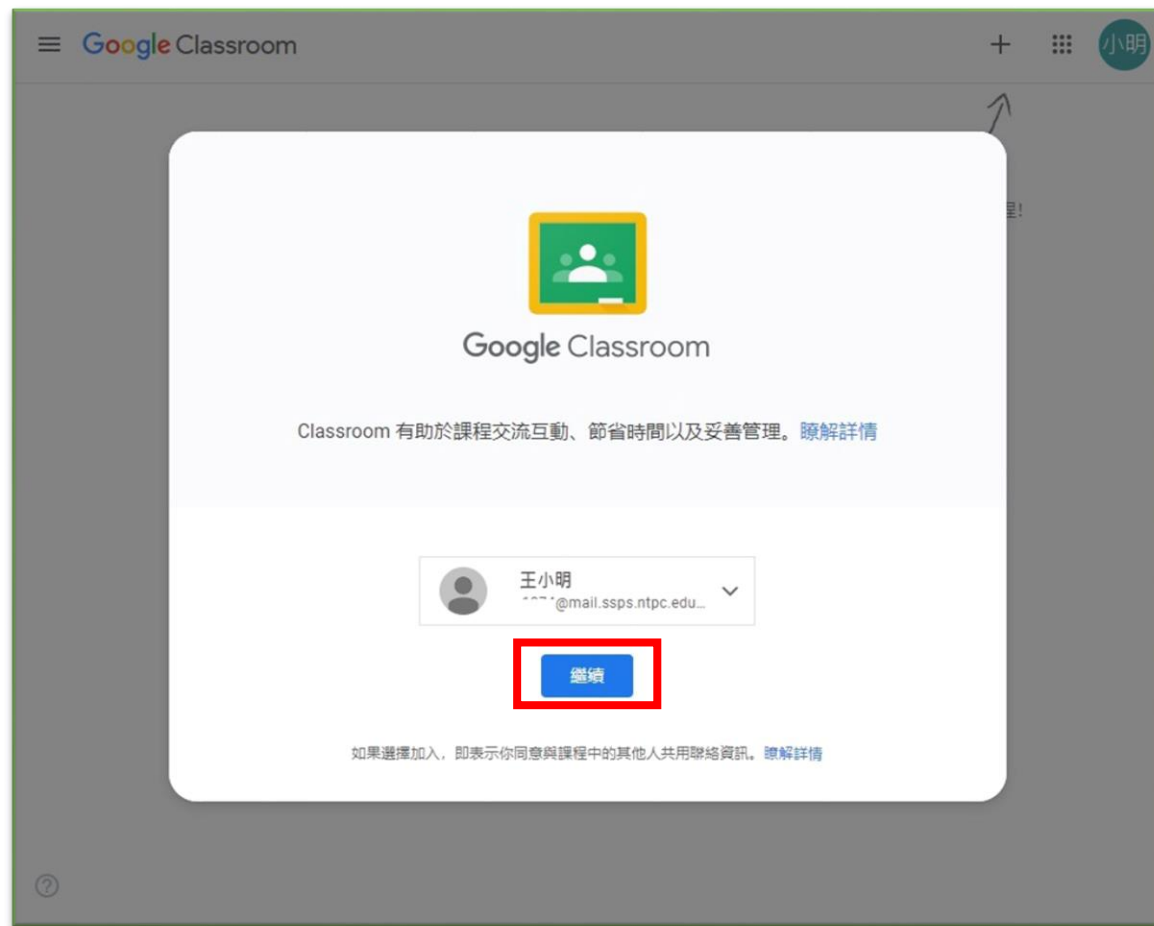 Google Classroom
小明
程!
Google Classroom
Classroom 有助於課程交流互動、節省時間以及妥善管理。瞭解詳情
王小明
@mail.ssps.ntpc.edu...
繼續
如果選擇加入，即表示你同意與課程中的其他人共用聯絡資訊。瞭解詳情